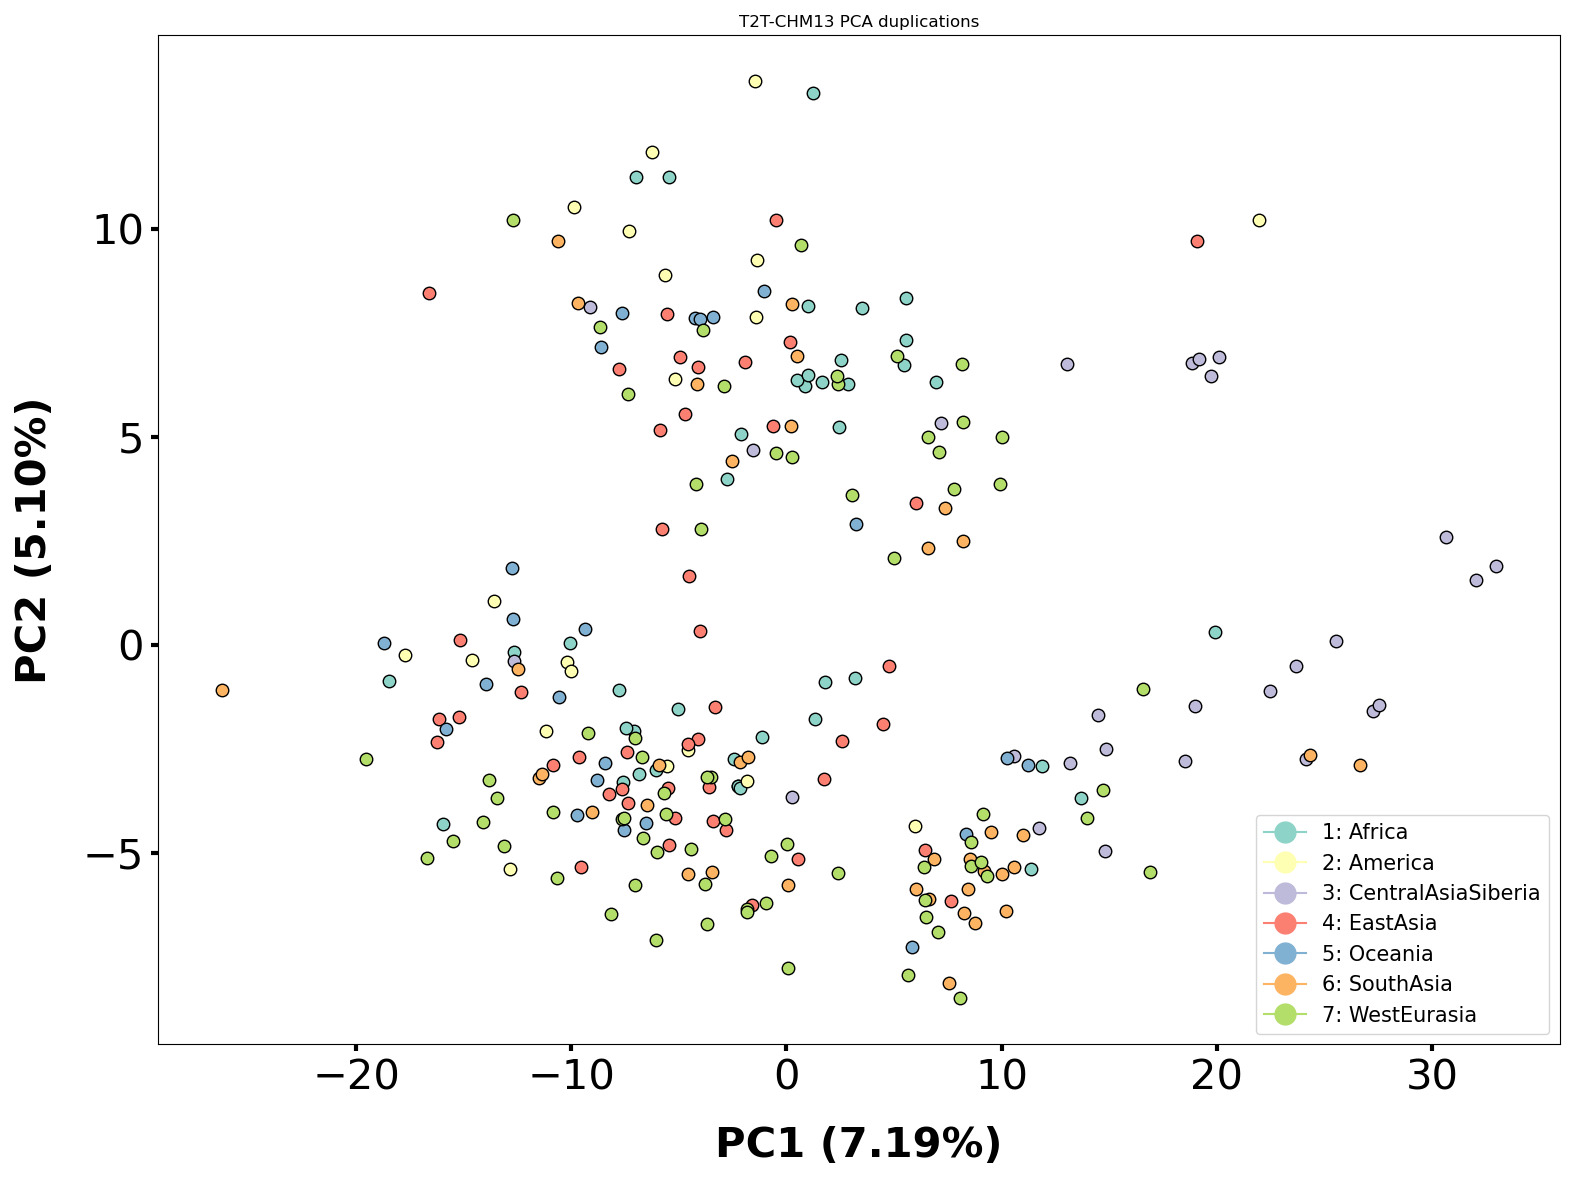 T2T-CHM13 PCA duplications
10
5
0
−5
PC2 (5.10%)
1: Africa
2: America
3: CentralAsiaSiberia
4: EastAsia
5: Oceania
6: SouthAsia
7: WestEurasia
−20 −10 0 10 20 30
PC1 (7.19%)